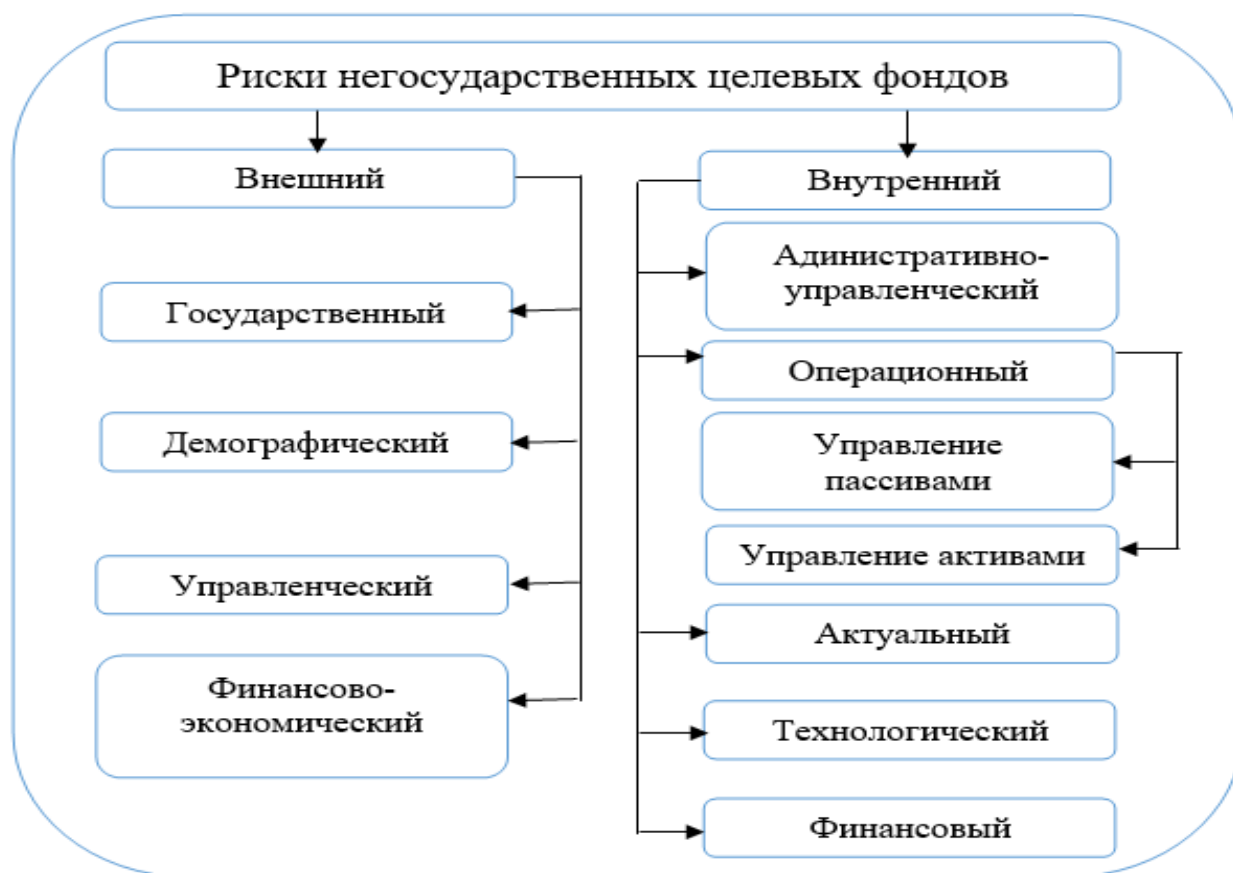 Риски негосударственных целевых фондов
Внешний
Государственный
Демографический
Управленческий
Финансово-
экономический
Внутренний
Адинистративно-
управленческий
Операционный
Управление
пассивами
Управление активами
Актуальный
Технологический
Финансовый